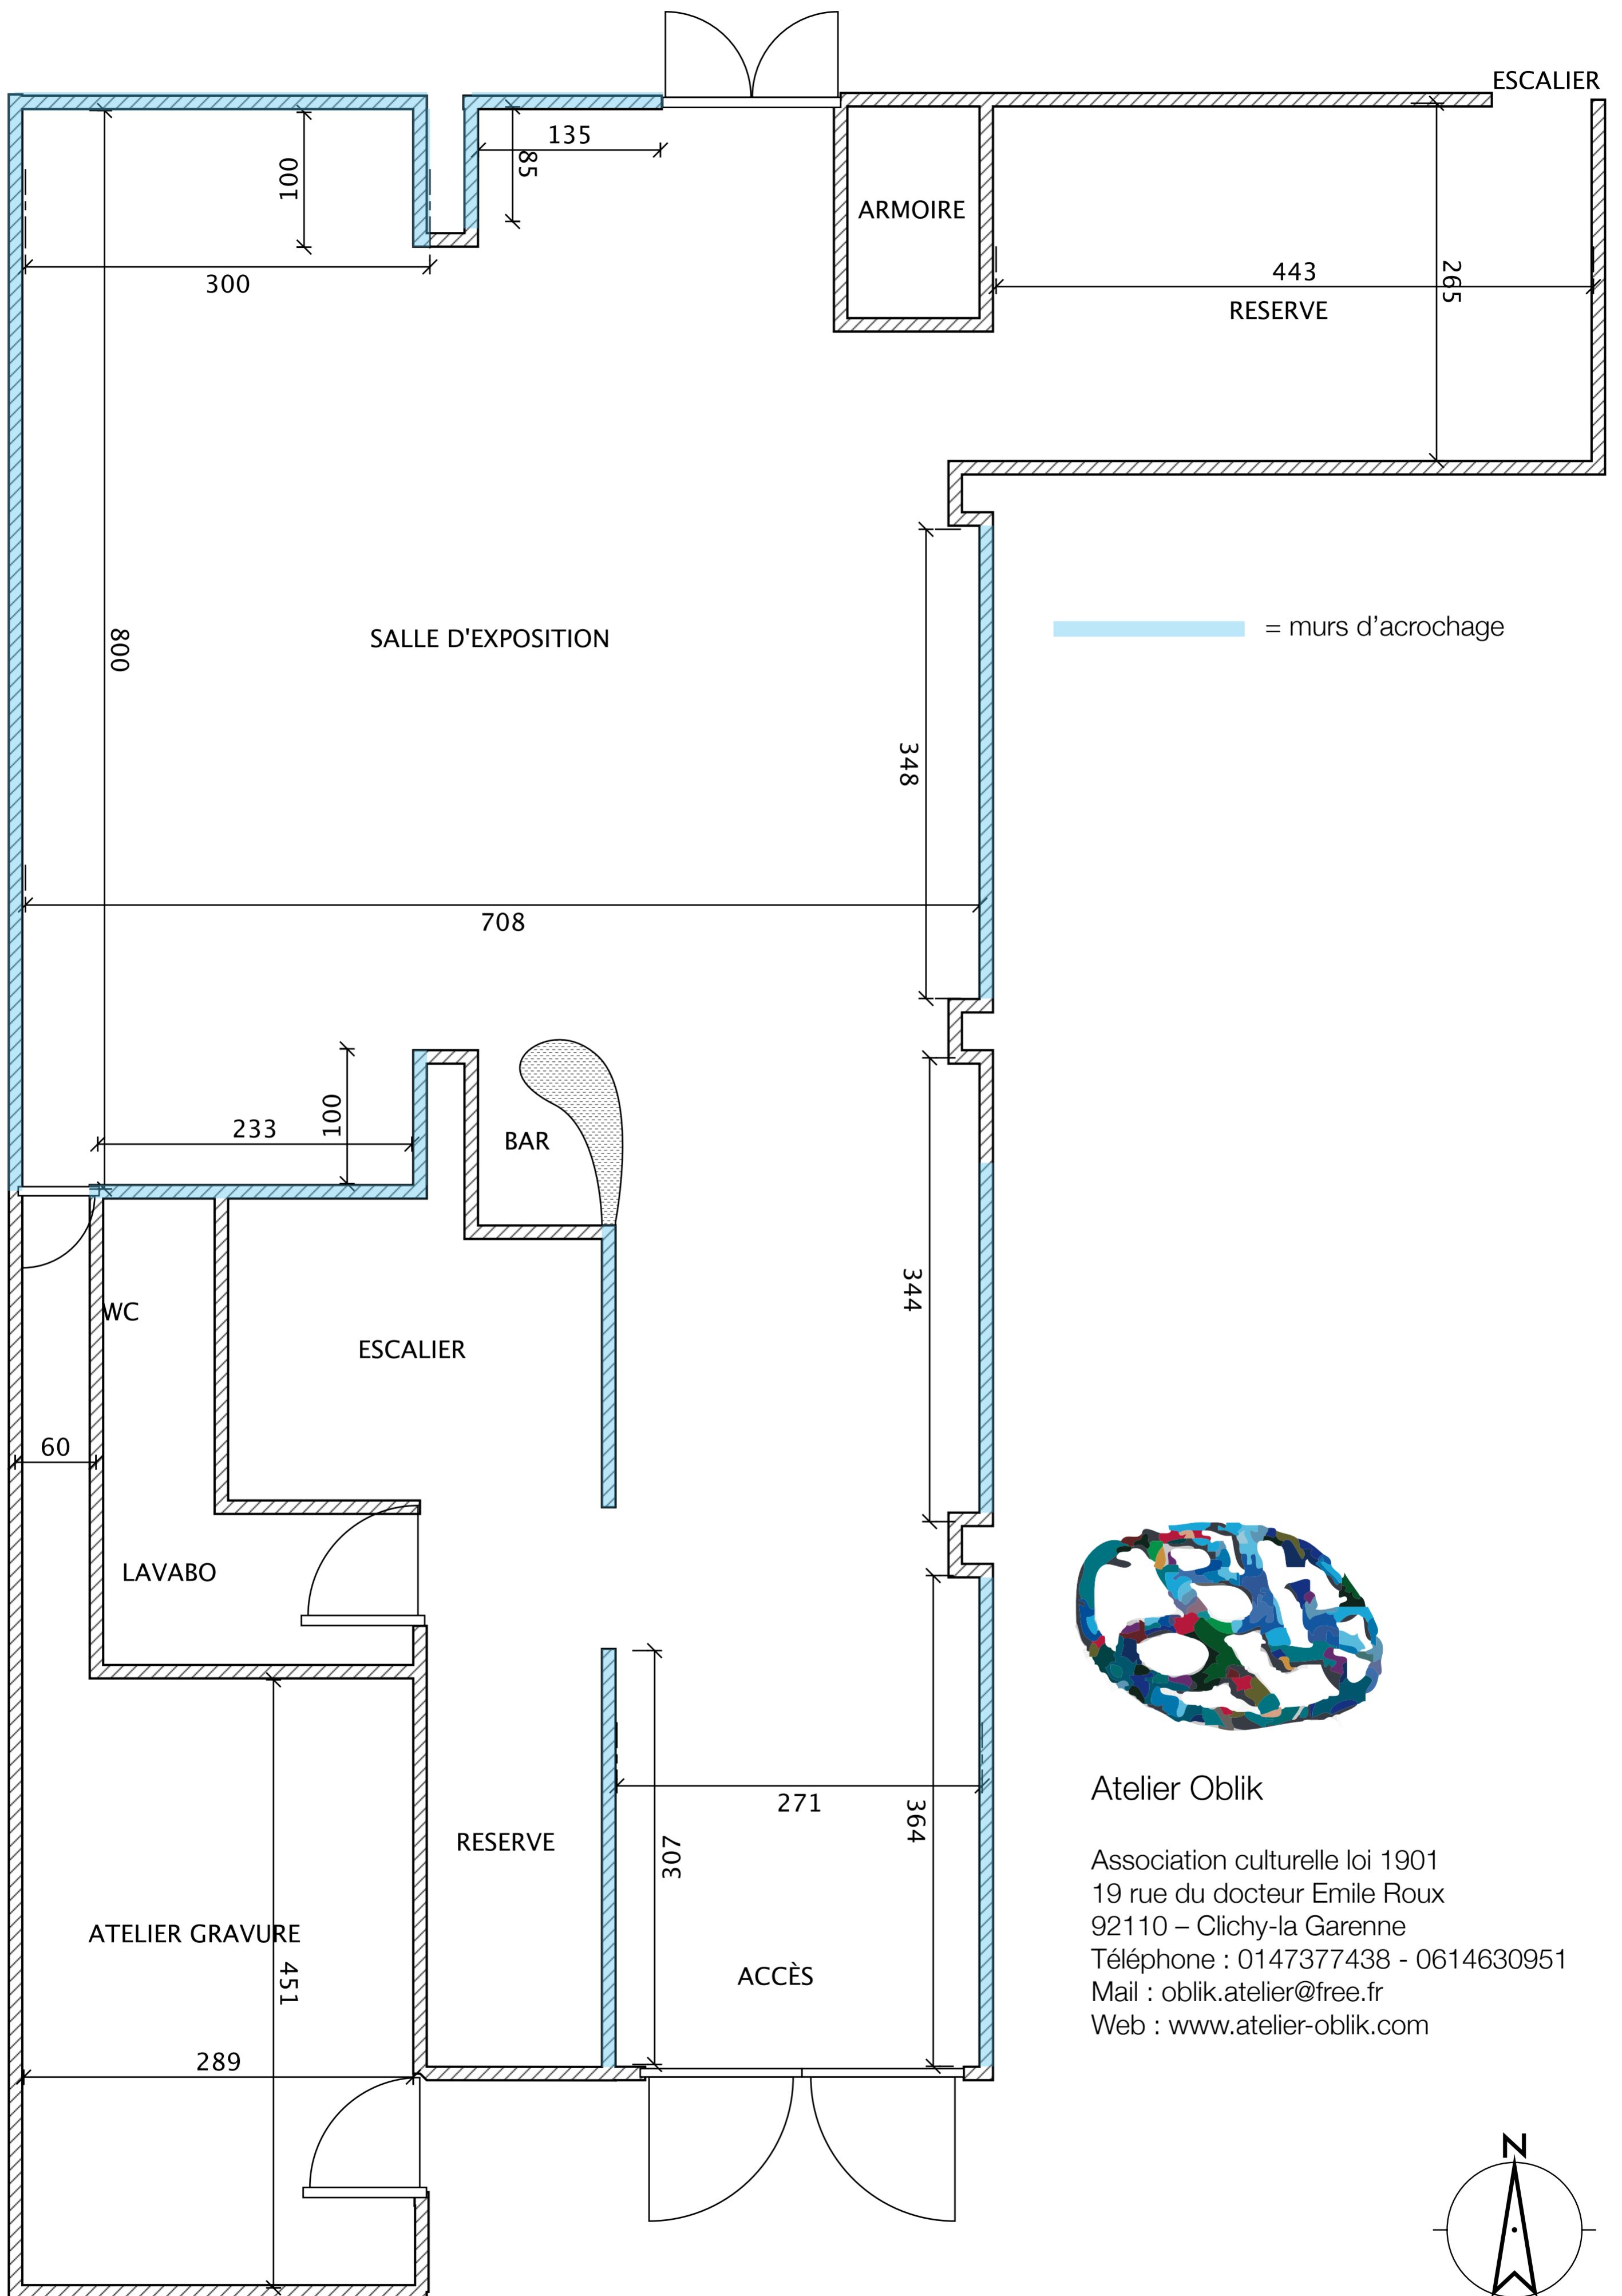 ESCALIER
135
85
100
ARMOIRE
300
443
265
RESERVE
800
SALLE D'EXPOSITION
= murs d'acrochage
348
708
233
100
BAR
WC
344
ESCALIER
60
LAVABO
271
364
RESERVE
307
ATELIER GRAVURE
451
ACCÈS
289
Atelier Oblik
Association culturelle loi 1901
19 rue du docteur Emile Roux
92110 – Clichy-la Garenne
Téléphone : 0147377438 - 0614630951
Mail : oblik.atelier@free.fr
Web : www.atelier-oblik.com
N